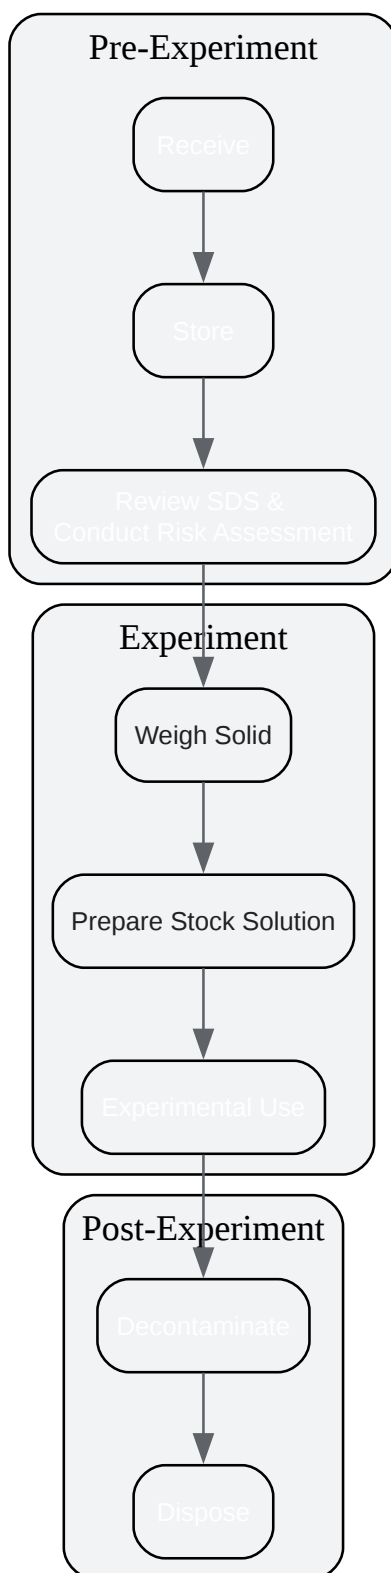 Pre-Experiment
Receive
Store
Review SDS &
Conduct Risk Assessment
Experiment
Weigh Solid
Prepare Stock Solution
Experimental Use
Post-Experiment
Decontaminate
Dispose